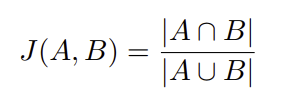 J(A, B) = |A ∩ B| / |A ∪ B|